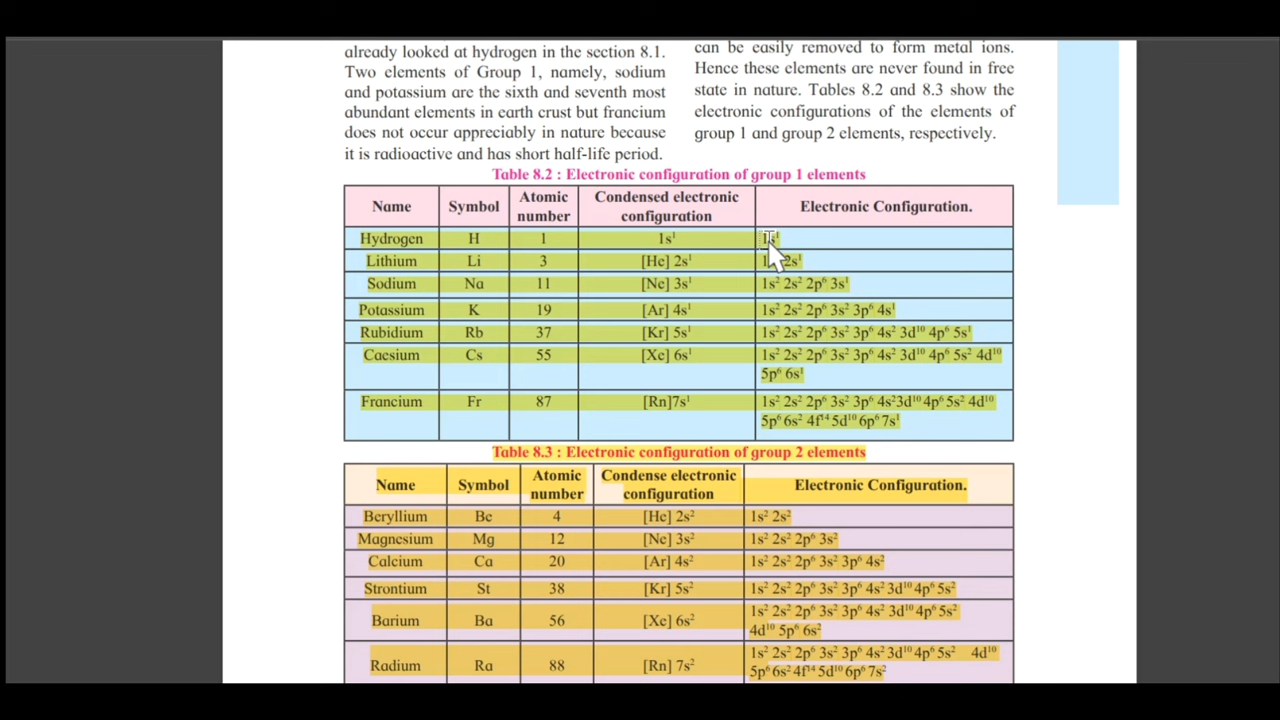 already looked at hydrogen in the section 8.1.
Two elements of Group 1, namely, sodium
and potassium are the sixth and seventh most
abundant elements in earth crust but francium
does not occur appreciably in nature because
it is radioactive and has short half-life period.
can be easily removed to form metal ions.
Hence these elements are never found in free
state in nature. Tables 8.2 and 8.3 show the
electronic configurations of the elements of
group 1 and group 2 elements, respectively.
Table 8.2 : Electronic configuration of group 1 elements
Name Symbol Atomic number Condensed electronic configuration Electronic Configuration.
Hydrogen H 1 1s¹ 1s¹
Lithium Li 3 [He] 2s¹ 2s¹
Sodium Na 11 [Ne] 3s¹ 1s² 2s² 2p⁶ 3s¹
Potassium K 19 [Ar] 4s¹ 1s² 2s² 2p⁶ 3s² 3p⁶ 4s¹
Rubidium Rb 37 [Kr] 5s¹ 1s² 2s² 2p⁶ 3s² 3p⁶ 4s² 3d¹⁰ 4p⁶ 5s¹
Caesium Cs 55 [Xe] 6s¹ 1s² 2s² 2p⁶ 3s² 3p⁶ 4s² 3d¹⁰ 4p⁶ 5s² 4d¹⁰
5p⁶ 6s¹
Francium Fr 87 [Rn]7s¹ 1s² 2s² 2p⁶ 3s² 3p⁶ 4s² 3d¹⁰ 4p⁶ 5s² 4d¹⁰
5p⁶ 6s² 4f¹⁴ 5d¹⁰ 6p⁶ 7s¹
Table 8.3 : Electronic configuration of group 2 elements
Name Symbol Atomic number Condense electronic configuration Electronic Configuration.
Beryllium Be 4 [He] 2s² 1s² 2s²
Magnesium Mg 12 [Ne] 3s² 1s² 2s² 2p⁶ 3s²
Calcium Ca 20 [Ar] 4s² 1s² 2s² 2p⁶ 3s² 3p⁶ 4s²
Strontium St 38 [Kr] 5s² 1s² 2s² 2p⁶ 3s² 3p⁶ 4s² 3d¹⁰ 4p⁶ 5s²
Barium Ba 56 [Xe] 6s² 1s² 2s² 2p⁶ 3s² 3p⁶ 4s² 3d¹⁰ 4p⁶ 5s²
4d¹⁰ 5p⁶ 6s²
Radium Ra 88 [Rn] 7s² 1s² 2s² 2p⁶ 3s² 3p⁶ 4s² 3d¹⁰ 4p⁶ 5s² 4d¹⁰
5p⁶ 6s² 4f¹⁴ 5d¹⁰ 6p⁶ 7s²